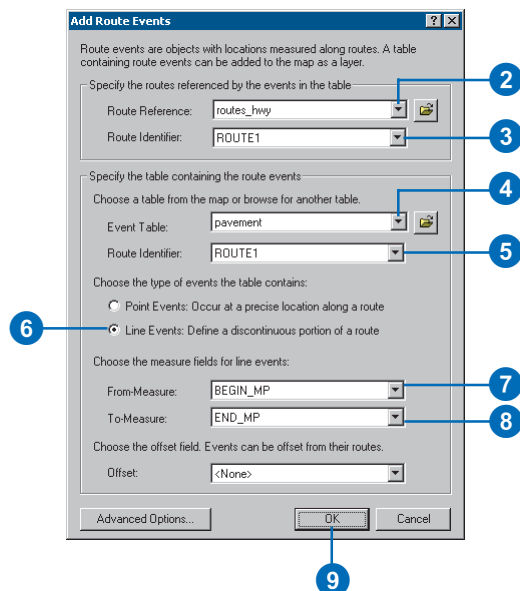 Add Route Events
Route events are objects with locations measured along routes. A table
containing route events can be added to the map as a layer.
Specify the routes referenced by the events in the table
Route Reference: routes_hwy
2
Route Identifier: ROUTE1
3
Specify the table containing the route events
Choose a table from the map or browse for another table.
4
Event Table: pavement
Route Identifier: ROUTE1
5
Choose the type of events the table contains:
Point Events: Occur at a precise location along a route
6
Line Events: Define a discontinuous portion of a route
Choose the measure fields for line events:
From-Measure: BEGIN_MP
7
To-Measure: END_MP
8
Choose the offset field. Events can be offset from their routes.
Offset: <None>
Advanced Options... OK Cancel
9